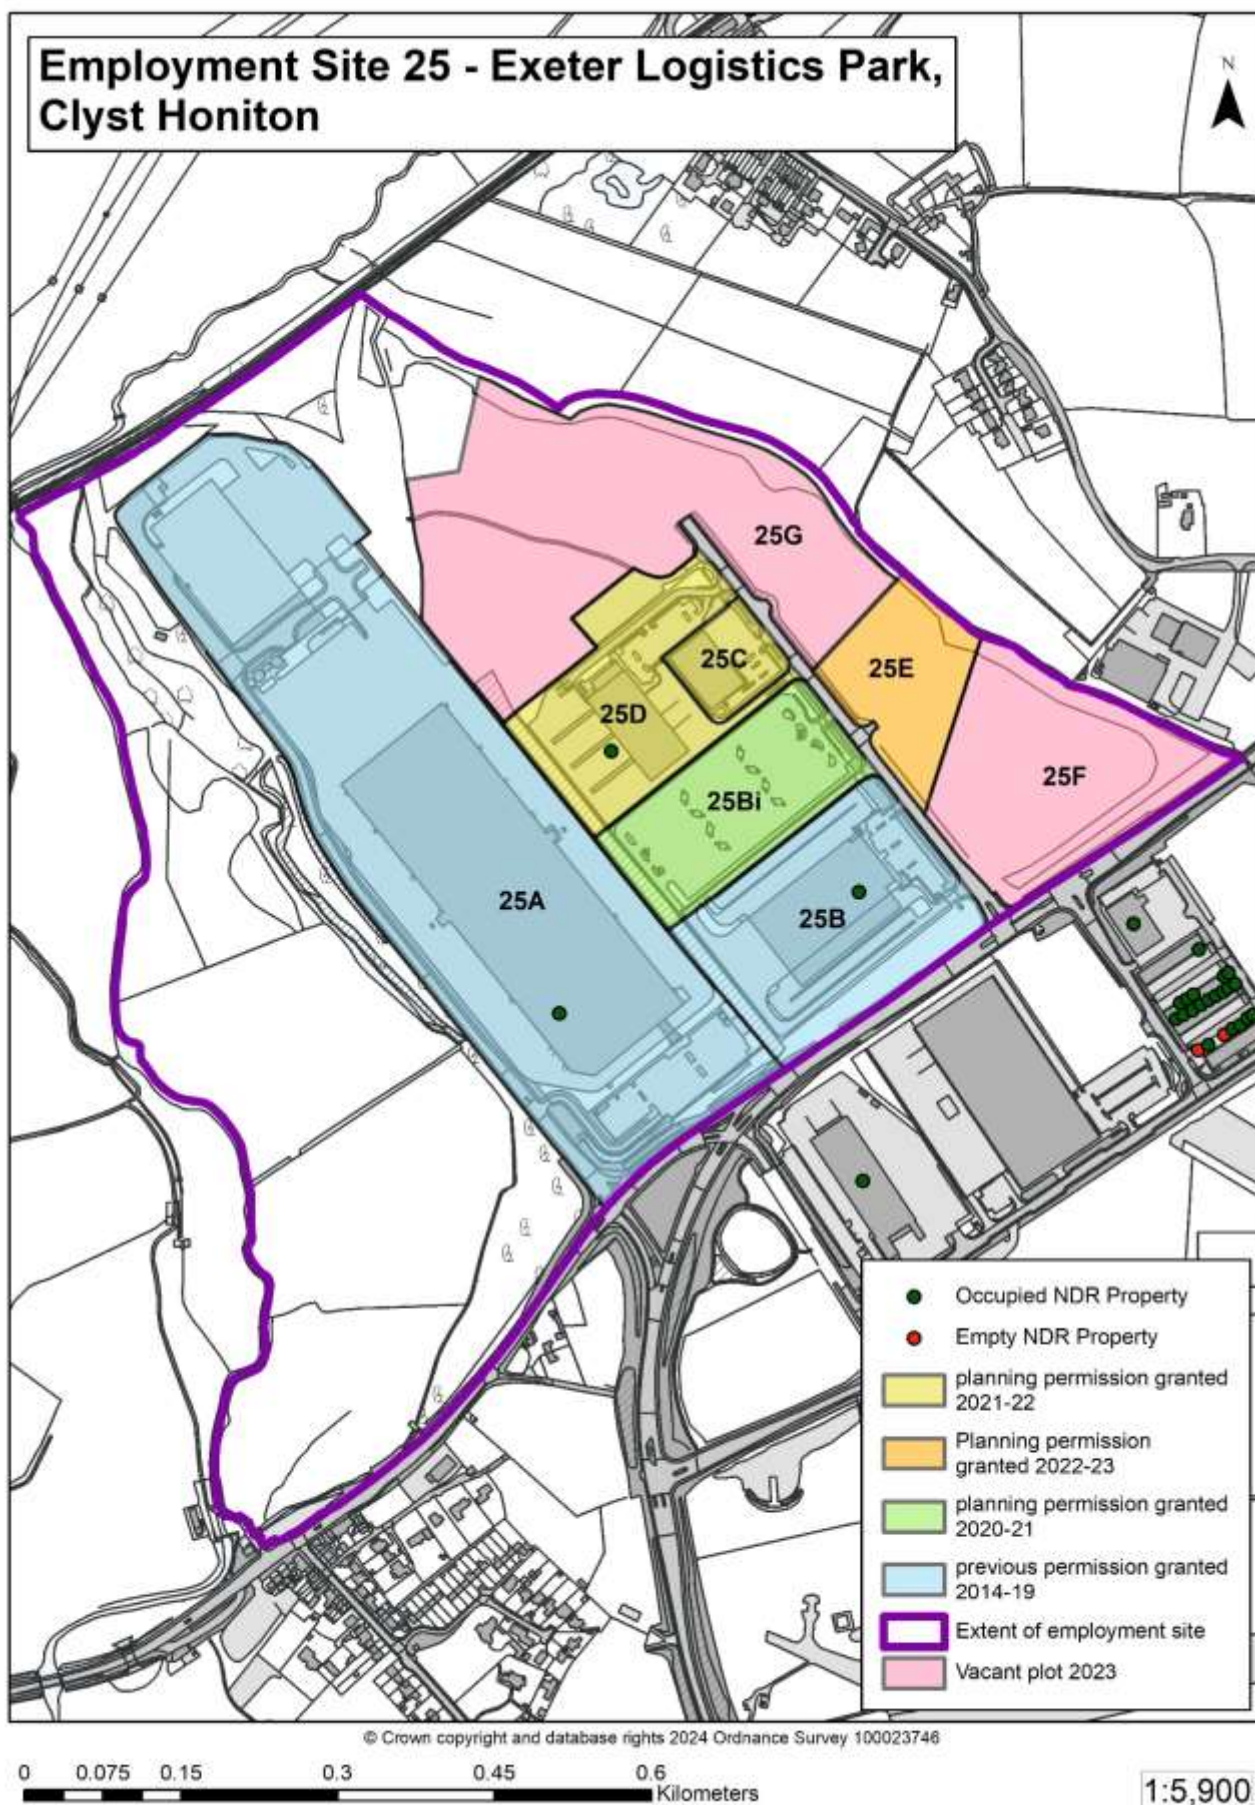 Employment Site 25 - Exeter Logistics Park,
Clyst Honiton
N
25G
25C
25E
25D
25F
25Bi
25A
25B
Occupied NDR Property
Empty NDR Property
planning permission granted
2021-22
Planning permission
granted 2022-23
planning permission granted
2020-21
previous permission granted
2014-19
Extent of employment site
Vacant plot 2023
© Crown copyright and database rights 2024 Ordnance Survey 100023746
0 0.075 0.15 0.3 0.45 0.6
Kilometers
1:5,900